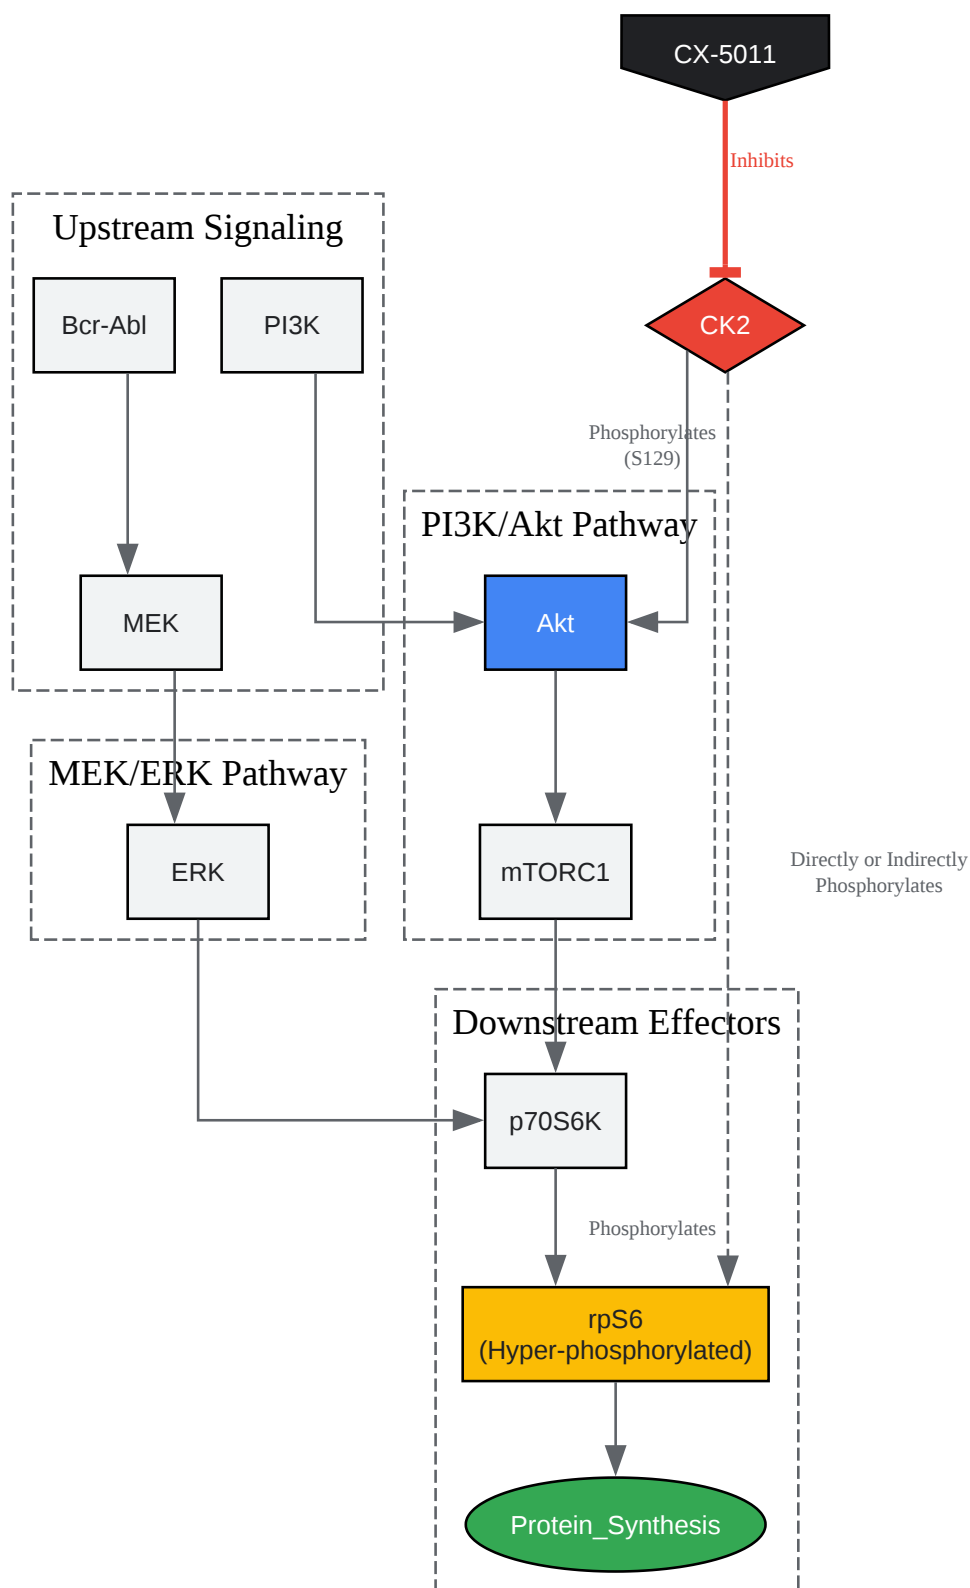 CX-5011
Inhibits
Upstream Signaling
Bcr-Abl
PI3K
CK2
Phosphorylates
(S129)
PI3K/Akt Pathway
MEK
Akt
MEK/ERK Pathway
ERK
mTORC1
Directly or Indirectly
Phosphorylates
Downstream Effectors
p70S6K
Phosphorylates
rpS6
(Hyper-phosphorylated)
Protein_Synthesis